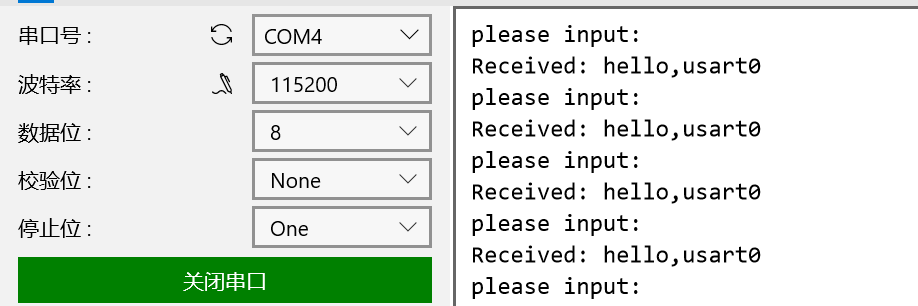 串口号 :
COM4
波特率 :
115200
数据位 :
8
校验位 :
None
停止位 :
One
关闭串口
please input:
Received: hello,usart0
please input:
Received: hello,usart0
please input:
Received: hello,usart0
please input:
Received: hello,usart0
please input: